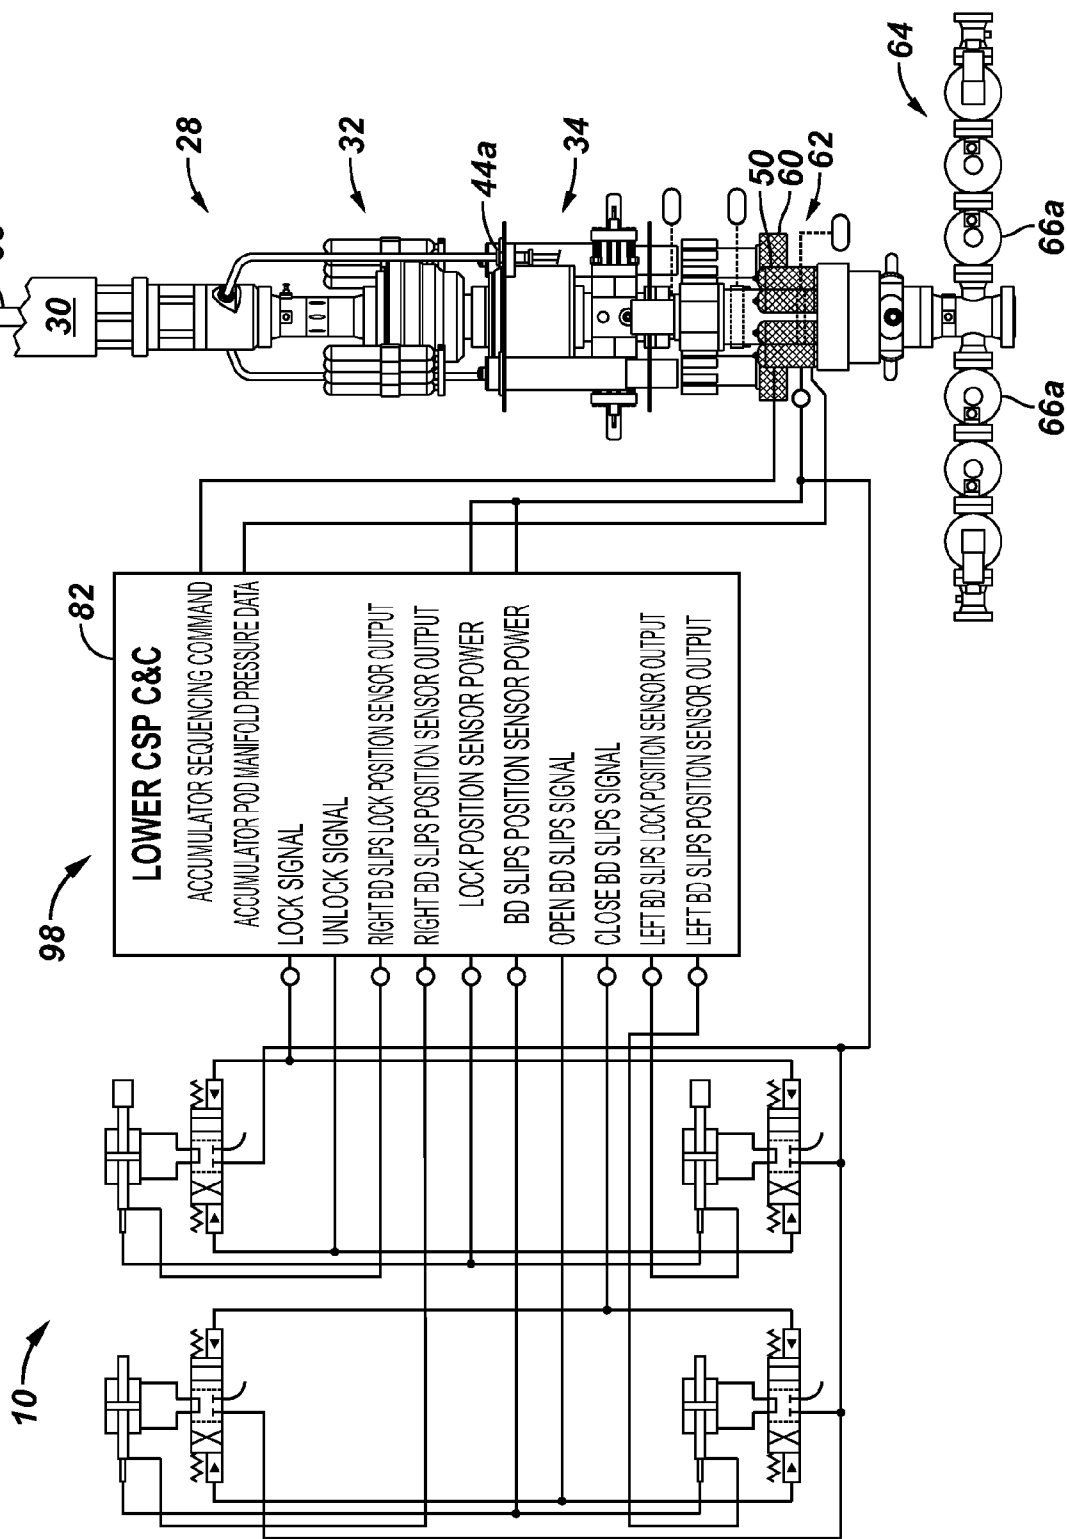 28
32
34
44a
30
50
60
62
64
66a
66a
82
98
10
LOWER CSP C&C
ACCUMULATOR SEQUENCING COMMAND
ACCUMULATOR POD MANIFOLD PRESSURE DATA
LOCK SIGNAL
UNLOCK SIGNAL
RIGHT BD SLIPS LOCK POSITION SENSOR OUTPUT
RIGHT BD SLIPS POSITION SENSOR OUTPUT
LOCK POSITION SENSOR POWER
BD SLIPS POSITION SENSOR POWER
OPEN BD SLIPS SIGNAL
CLOSE BD SLIPS SIGNAL
LEFT BD SLIPS LOCK POSITION SENSOR OUTPUT
LEFT BD SLIPS POSITION SENSOR OUTPUT